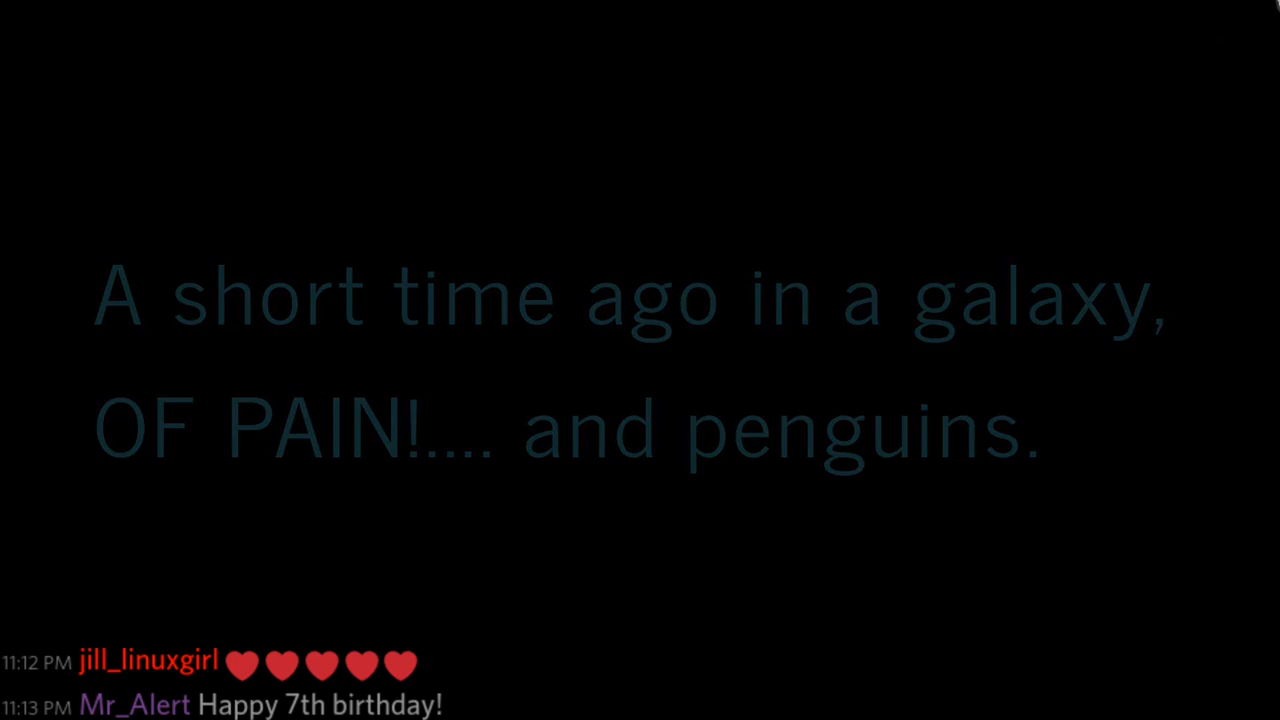 A short time ago in a galaxy,
OF PAIN!.... and penguins.
11:12 PM jill_linuxgirl ❤❤❤❤❤
11:13 PM Mr_Alert Happy 7th birthday!